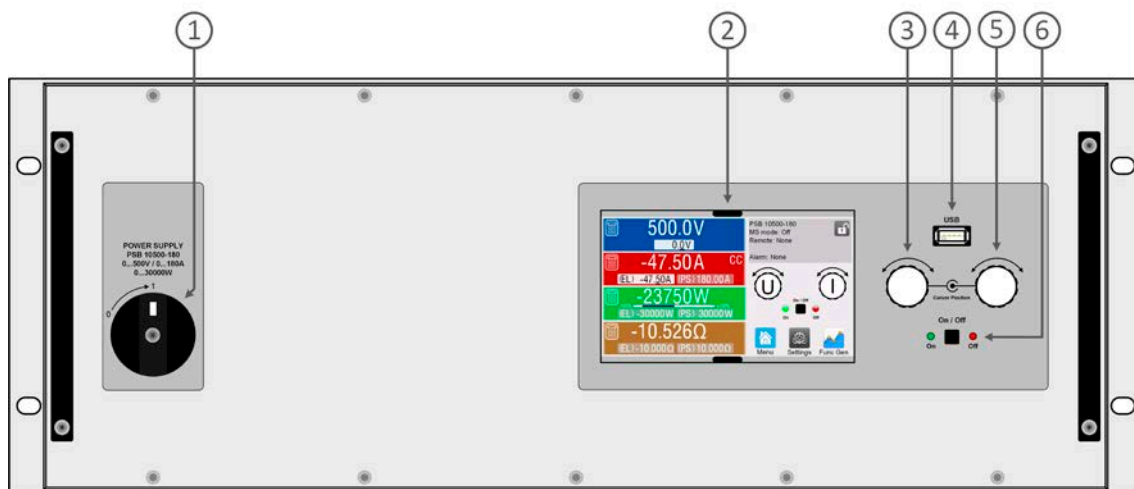 1
2
3
4
5
6
POWER SUPPLY
PSB 10500-180
0...500V / 0...180A
0...30000W
0
1
500.0V
0.0V
-47.50A
CC
(EL) -47.50A
(PS) 180.00A
-23750W
(EL) -30000W
(PS) 30000W
-10.526Ω
(EL) -10.000Ω
(PS) 10.000Ω
PSB 10500-180
MS mode: Off
Remote: None
Alarm: None
U
I
On / Off
On
Off
Menu
Settings
Func Gen
USB
Cursor Position
On / Off
On
Off